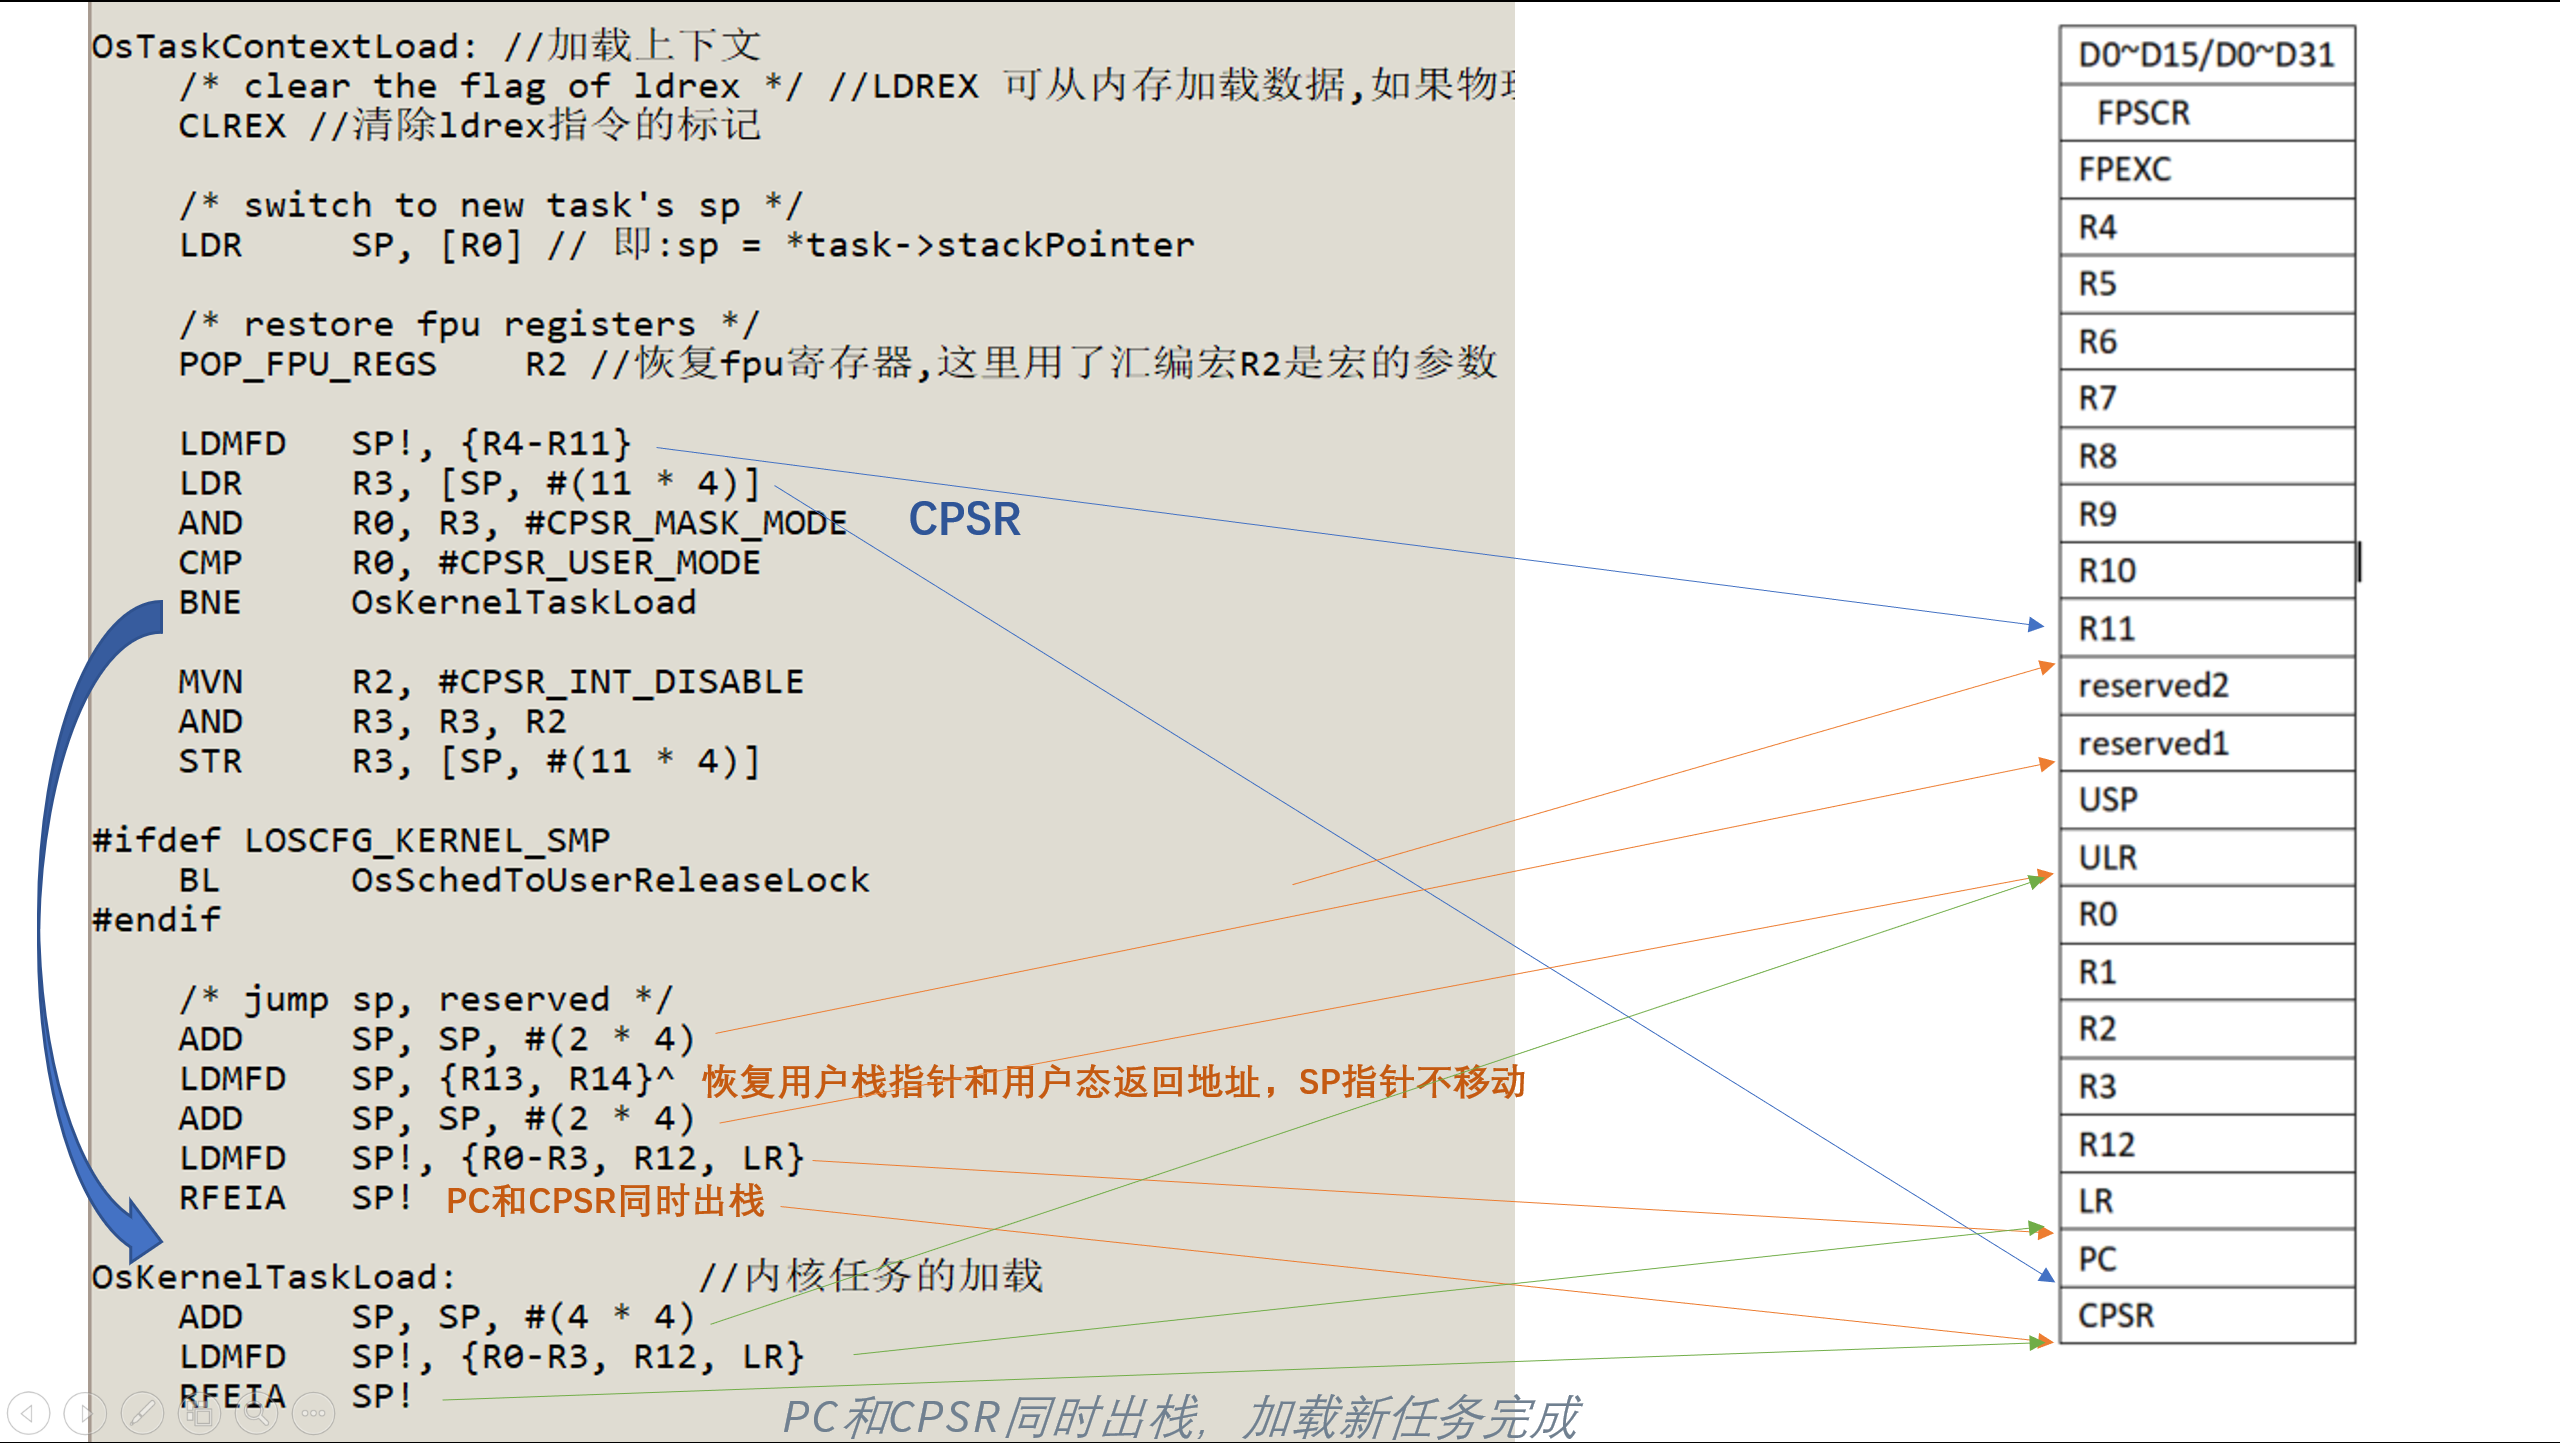 OsTaskContextLoad: //加载上下文
/* clear the flag of ldrex */ //LDREX 可从内存加载数据,如果物
CLREX //清除ldrex指令的标记
/* switch to new task's sp */
LDR SP, [R0] // 即:sp = *task->stackPointer
/* restore fpu registers */
POP_FPU_REGS R2 //恢复fpu寄存器,这里用了汇编宏R2是宏的参数
LDMFD SP!, {R4-R11}
LDR R3, [SP, #(11 * 4)]
AND R0, R3, #CPSR_MASK_MODE
CPSR
CMP R0, #CPSR_USER_MODE
BNE OsKernelTaskLoad
MVN R2, #CPSR_INT_DISABLE
AND R3, R3, R2
STR R3, [SP, #(11 * 4)]
#ifdef LOSCFG_KERNEL_SMP
BL OsSchedToUserReleaseLock
#endif
/* jump sp, reserved */
ADD SP, SP, #(2 * 4)
LDMFD SP, {R13, R14}^ 恢复用户栈指针和用户态返回地址，SP指针不移动
ADD SP, SP, #(2 * 4)
LDMFD SP!, {R0-R3, R12, LR}
RFEIA SP! PC和CPSR同时出栈
OsKernelTaskLoad: //内核任务的加载
ADD SP, SP, #(4 * 4)
LDMFD SP!, {R0-R3, R12, LR}
RFEIA SP!
PC和CPSR同时出栈，加载新任务完成
D0~D15/D0~D31
FPSCR
FPEXC
R4
R5
R6
R7
R8
R9
R10
R11
reserved2
reserved1
USP
ULR
R0
R1
R2
R3
R12
LR
PC
CPSR